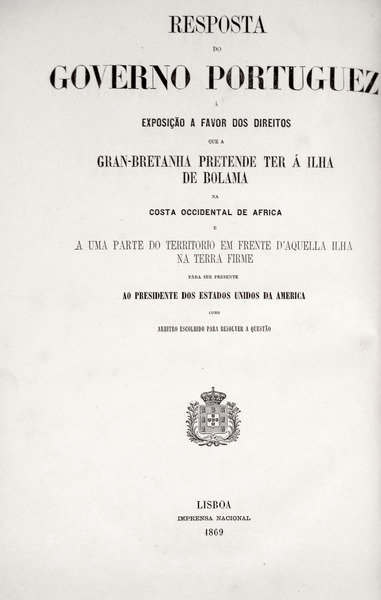 RESPOSTA
DO
GOVERNO PORTUGUEZ
Á
EXPOSIÇÃO A FAVOR DOS DIREITOS
QUE A
GRAN-BRETANHA PRETENDE TER Á ILHA
DE BOLAMA
NA
COSTA OCCIDENTAL DE AFRICA
E
A UMA PARTE DO TERRITORIO EM FRENTE D'AQUELLA ILHA
NA TERRA FIRME
PARA SER PRESENTE
AO PRESIDENTE DOS ESTADOS UNIDOS DA AMERICA
COMO
ARBITRO ESCOLHIDO PARA RESOLVER A QUESTÃO
LISBOA
IMPRENSA NACIONAL
1869